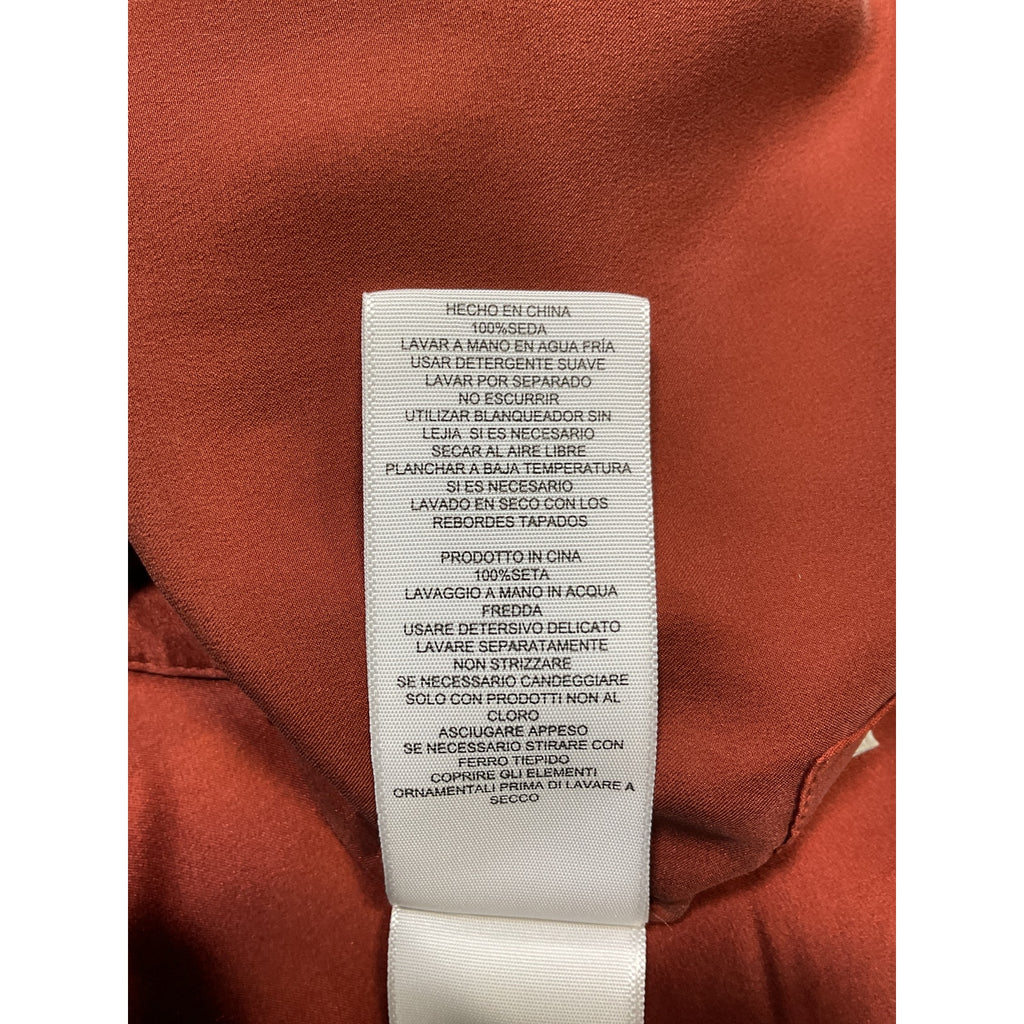 HECHO EN CHINA
100%SEDA
LAVAR A MANO EN AGUA FRÍA
USAR DETERGENTE SUAVE
LAVAR POR SEPARADO
NO ESCURRIR
UTILIZAR BLANQUEADOR SIN
LEJIA SI ES NECESARIO
SECAR AL AIRE LIBRE
PLANCHAR A BAJA TEMPERATURA
SI ES NECESARIO
LAVADO EN SECO CON LOS
REBORDES TAPADOS
PRODOTTO IN CINA
100%SETA
LAVAGGIO A MANO IN ACQUA
FREDDA
USARE DETERSIVO DELICATO
LAVARE SEPARATAMENTE
NON STRIZZARE
SE NECESSARIO CANDEGGIARE
SOLO CON PRODOTTI NON AL
CLORO
ASCIUGARE APPESO
SE NECESSARIO STIRARE CON
FERRO TIEPIDO
COPRIRE GLI ELEMENTI
ORNAMENTALI PRIMA DI LAVARE A
SECCO